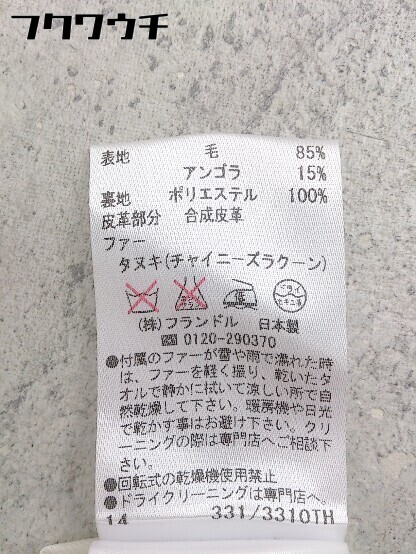 フクワウチ
表地 毛 85%
アンゴラ 15%
裏地 ポリエステル 100%
皮革部分 合成皮革
ファー
タヌキ(チャイニーズラクーン)
ドライ
セキユ系
(株)フランドル 日本製
0120-290370
●付属のファーが雪や雨で濡れた時
は、ファーを軽く振り、乾いたタ
オルで静かに拭いて涼しい所で自
然乾燥して下さい。暖房機や日光
で乾かす事はお避け下さい。クリ
ーニングの際は専門店へご相談下
さい。
●回転式の乾燥機使用禁止
●ドライクリーニングは専門店へ。
14 331/3310TH